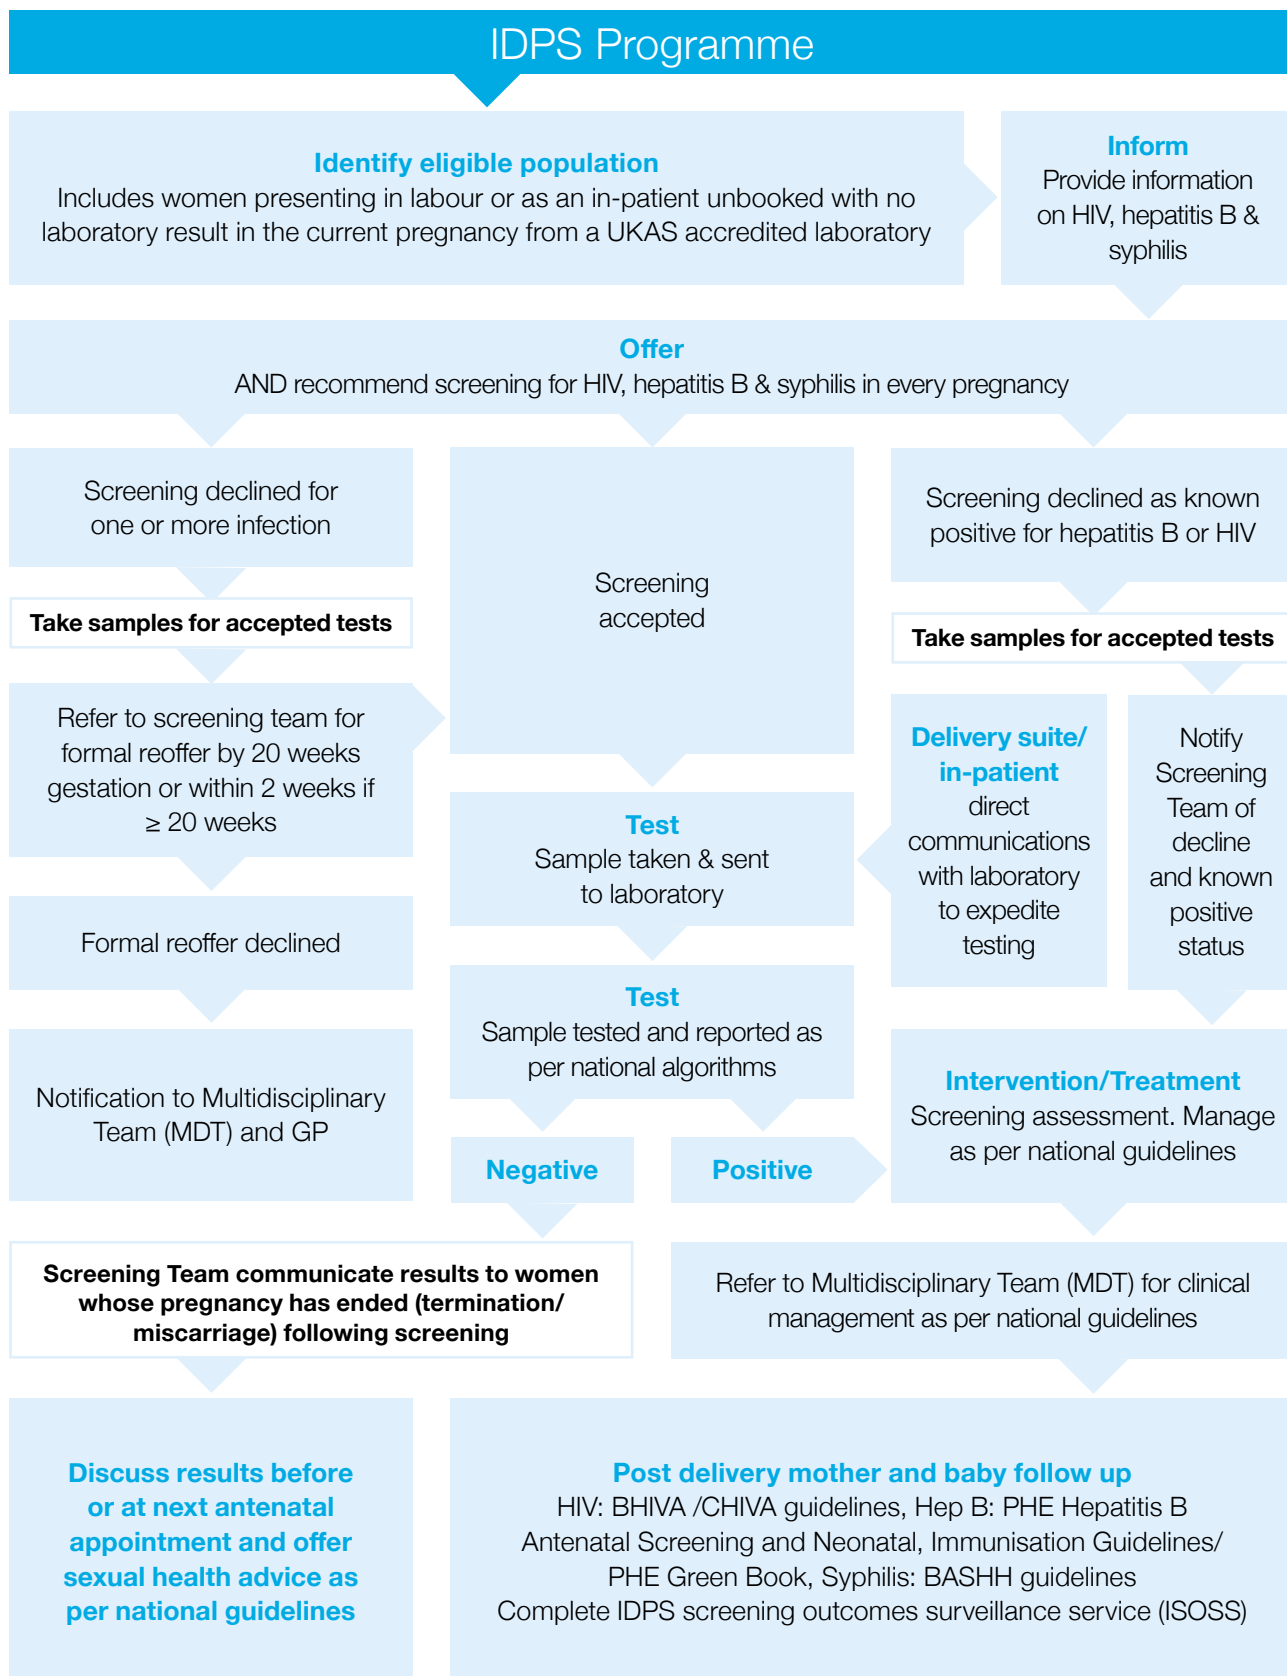 IDPS Programme
Identify eligible population
Includes women presenting in labour or as an in-patient unbooked with no
laboratory result in the current pregnancy from a UKAS accredited laboratory
Inform
Provide information
on HIV, hepatitis B &
syphilis
Offer
AND recommend screening for HIV, hepatitis B & syphilis in every pregnancy
Screening declined for
one or more infection
Take samples for accepted tests
Refer to screening team for
formal reoffer by 20 weeks
gestation or within 2 weeks if
≥ 20 weeks
Formal reoffer declined
Notification to Multidisciplinary
Team (MDT) and GP
Screening
accepted
Test
Sample taken & sent
to laboratory
Test
Sample tested and reported as
per national algorithms
Negative
Positive
Screening declined as known
positive for hepatitis B or HIV
Take samples for accepted tests
Delivery suite/
in-patient
direct
communications
with laboratory
to expedite
testing
Notify
Screening
Team of
decline
and known
positive
status
Intervention/Treatment
Screening assessment. Manage
as per national guidelines
Screening Team communicate results to women
whose pregnancy has ended (termination/
miscarriage) following screening
Refer to Multidisciplinary Team (MDT) for clinical
management as per national guidelines
Discuss results before
or at next antenatal
appointment and offer
sexual health advice as
per national guidelines
Post delivery mother and baby follow up
HIV: BHIVA /CHIVA guidelines, Hep B: PHE Hepatitis B
Antenatal Screening and Neonatal, Immunisation Guidelines/
PHE Green Book, Syphilis: BASHH guidelines
Complete IDPS screening outcomes surveillance service (ISOSS)